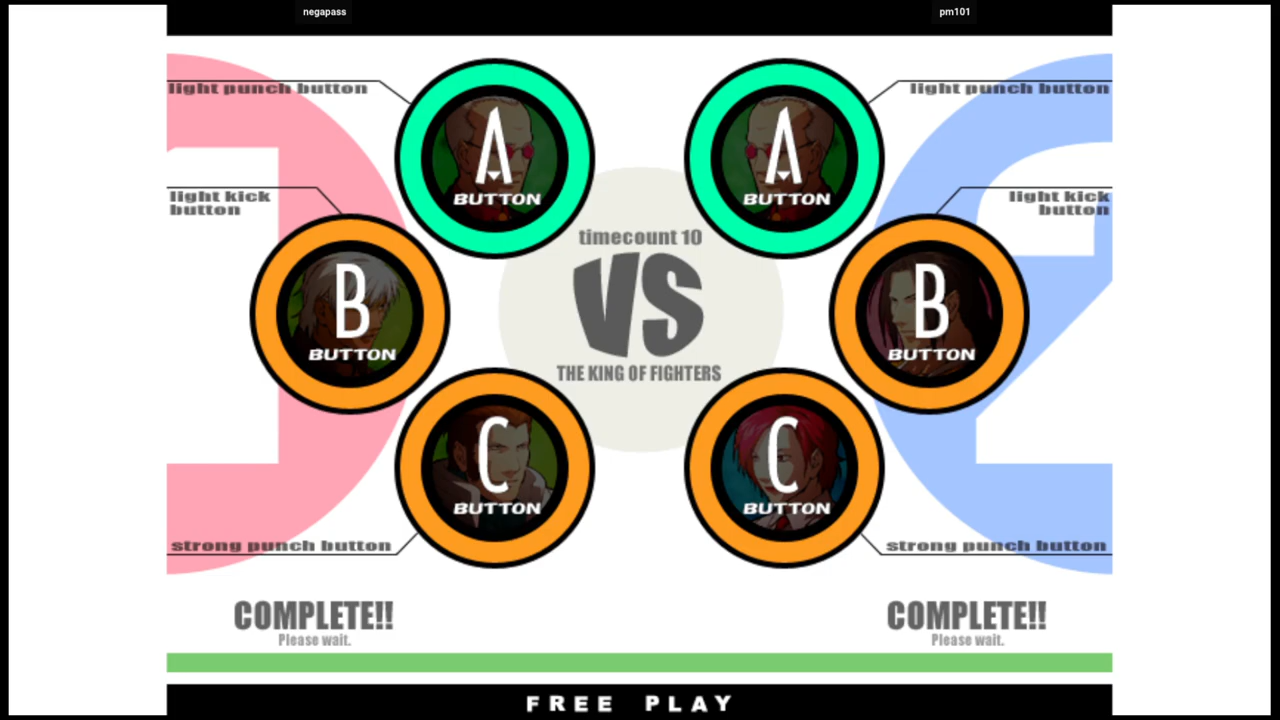 negapass
pm101
light punch button
A
BUTTON
A
BUTTON
light punch button
light kick
button
B
BUTTON
timecount 10
VS
THE KING OF FIGHTERS
light kick
button
B
BUTTON
C
BUTTON
C
BUTTON
strong punch button
strong punch button
COMPLETE!!
Please wait.
COMPLETE!!
Please wait.
FREE PLAY
1
2